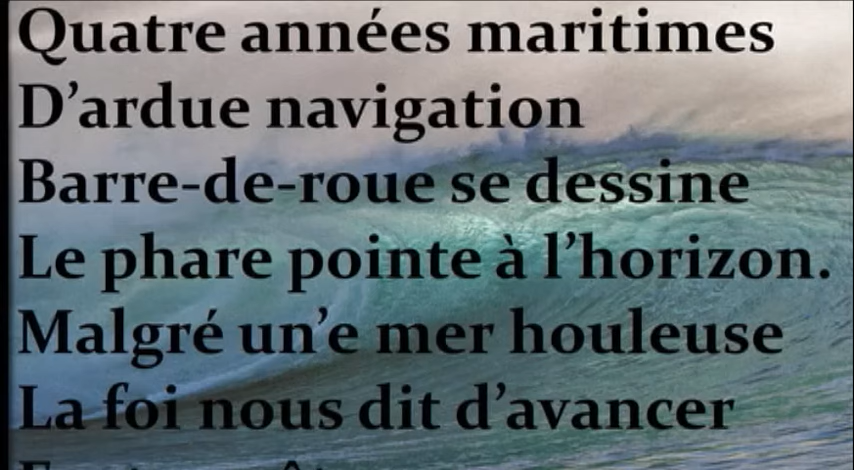 Quatre années maritimes
D’ardue navigation
Barre-de-roue se dessine
Le phare pointe à l’horizon.
Malgré un’e mer houleuse
La foi nous dit d’avancer